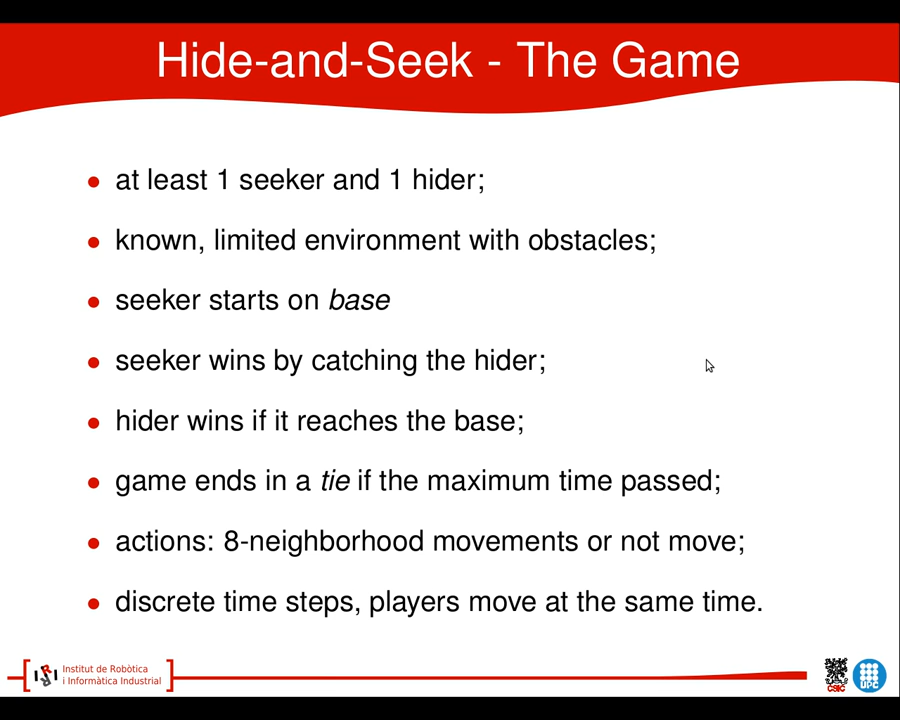 Hide-and-Seek - The Game
at least 1 seeker and 1 hider;
known, limited environment with obstacles;
seeker starts on base
seeker wins by catching the hider;
hider wins if it reaches the base;
game ends in a tie if the maximum time passed;
actions: 8-neighborhood movements or not move;
discrete time steps, players move at the same time.
IRI
Institut de Robòtica
i Informàtica Industrial
CSIC
UPC